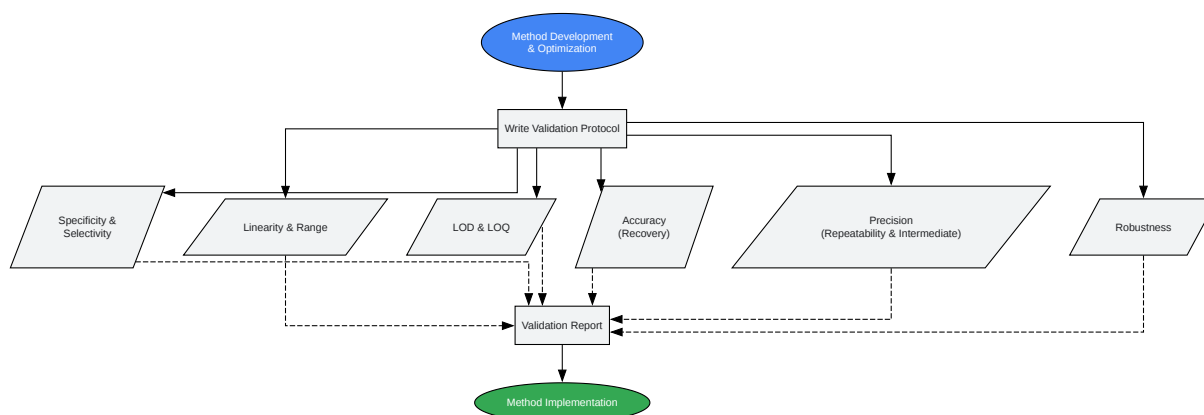 Method Development
& Optimization
Write Validation Protocol
Specificity &
Selectivity
Linearity & Range
LOD & LOQ
Accuracy
(Recovery)
Precision
(Repeatability & Intermediate)
Robustness
Validation Report
Method Implementation